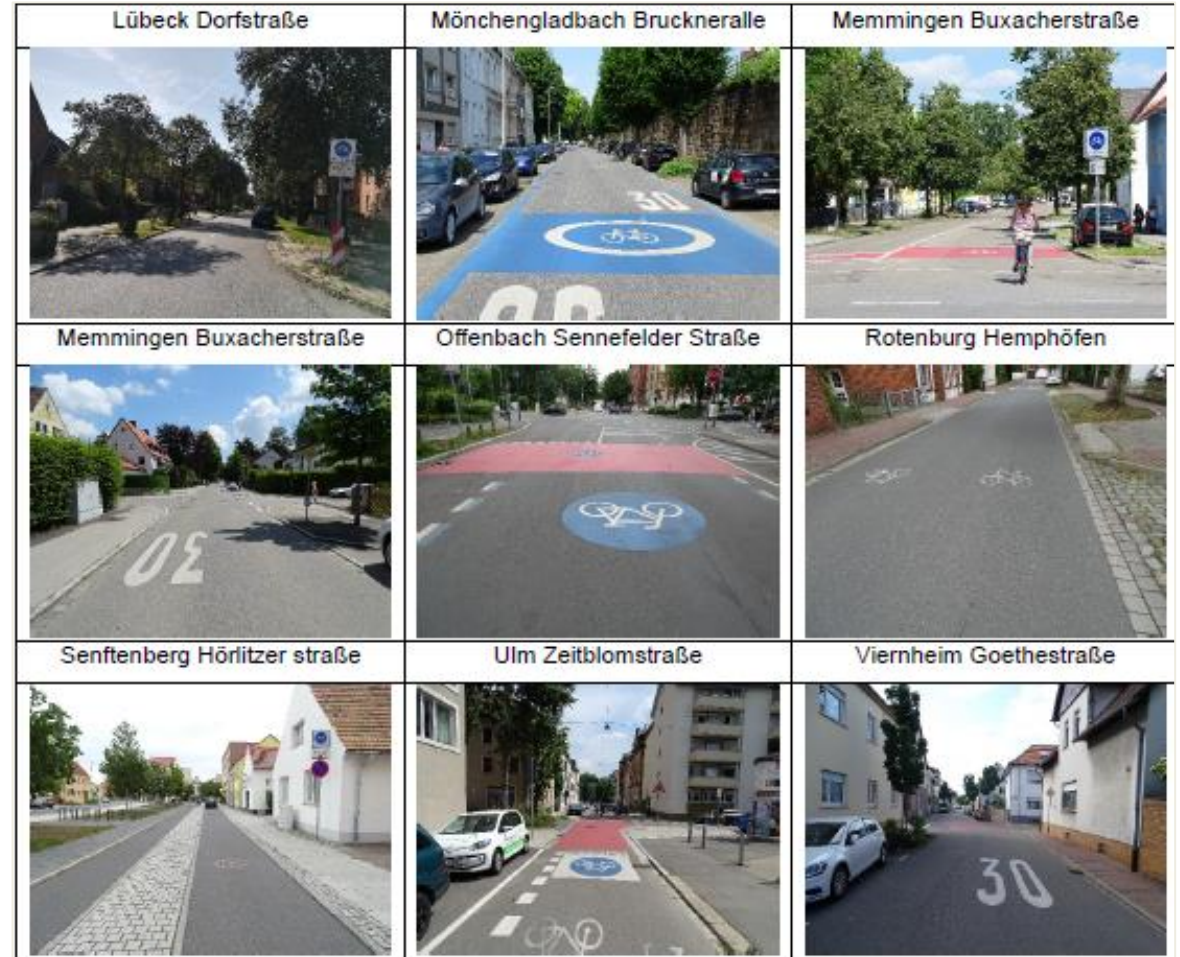 Lübeck Dorfstraße
Mönchengladbach Bruckneralle
Memmingen Buxacherstraße
30
Memmingen Buxacherstraße
Offenbach Sennefelder Straße
Rotenburg Hemphöfen
30
Senftenberg Hörlitzer straße
Ulm Zeitblomstraße
Viernheim Goethestraße
30